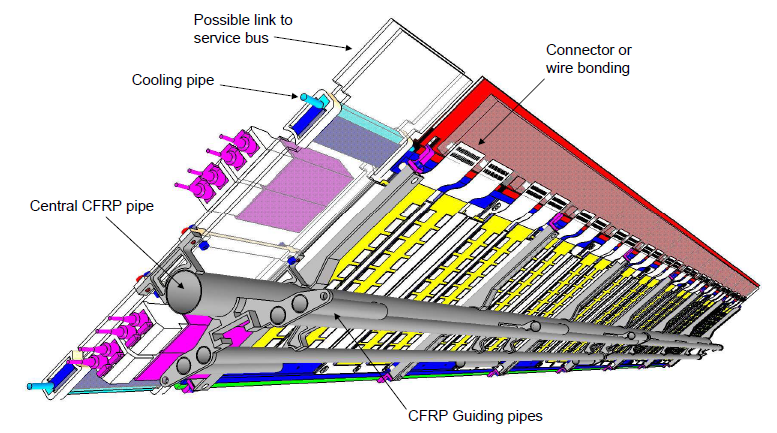 Possible link to
service bus
Connector or
wire bonding
Cooling pipe
Central CFRP pipe
CFRP Guiding pipes